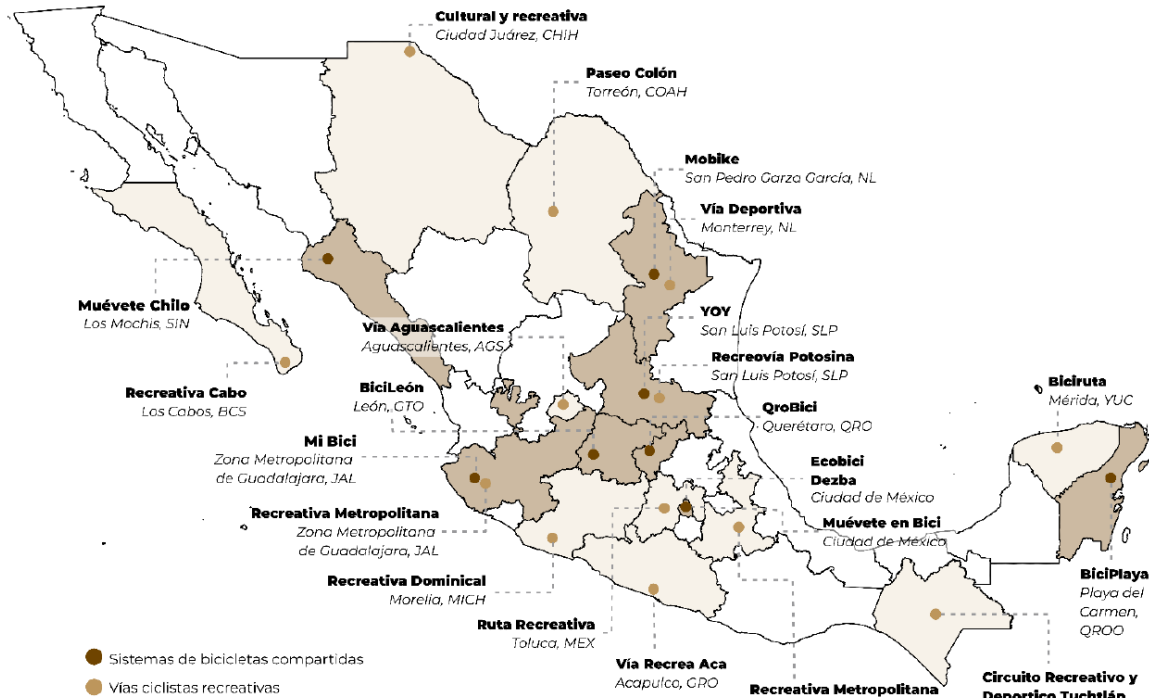 Cultural y recreativa
Ciudad Juárez, CHIH
Paseo Colón
Torreón, COAH
Mobike
San Pedro Garza García, NL
Vía Deportiva
Monterrey, NL
Muévete Chilo
Los Mochis, SIN
Vía Aguascalientes
Aguascalientes, AGS
YOY
San Luis Potosí, SLP
Recreovía Potosina
San Luis Potosí, SLP
Recreativa Cabo
Los Cabos, BCS
BiciLeón
León, GTO
QroBici
Querétaro, QRO
Biciruta
Mérida, YUC
Mi Bici
Zona Metropolitana
de Guadalajara, JAL
Ecobici
Dezba
Ciudad de México
Recreativa Metropolitana
Zona Metropolitana
de Guadalajara, JAL
Muévete en Bici
Ciudad de México
Recreativa Dominical
Morelia, MICH
BiciPlaya
Playa del
Carmen,
QROO
Ruta Recreativa
Toluca, MEX
Vía Recrea Aca
Acapulco, GRO
Recreativa Metropolitana
Circuito Recreativo y
Deportico Tuchtlán
Sistemas de bicicletas compartidas
Vías ciclistas recreativas